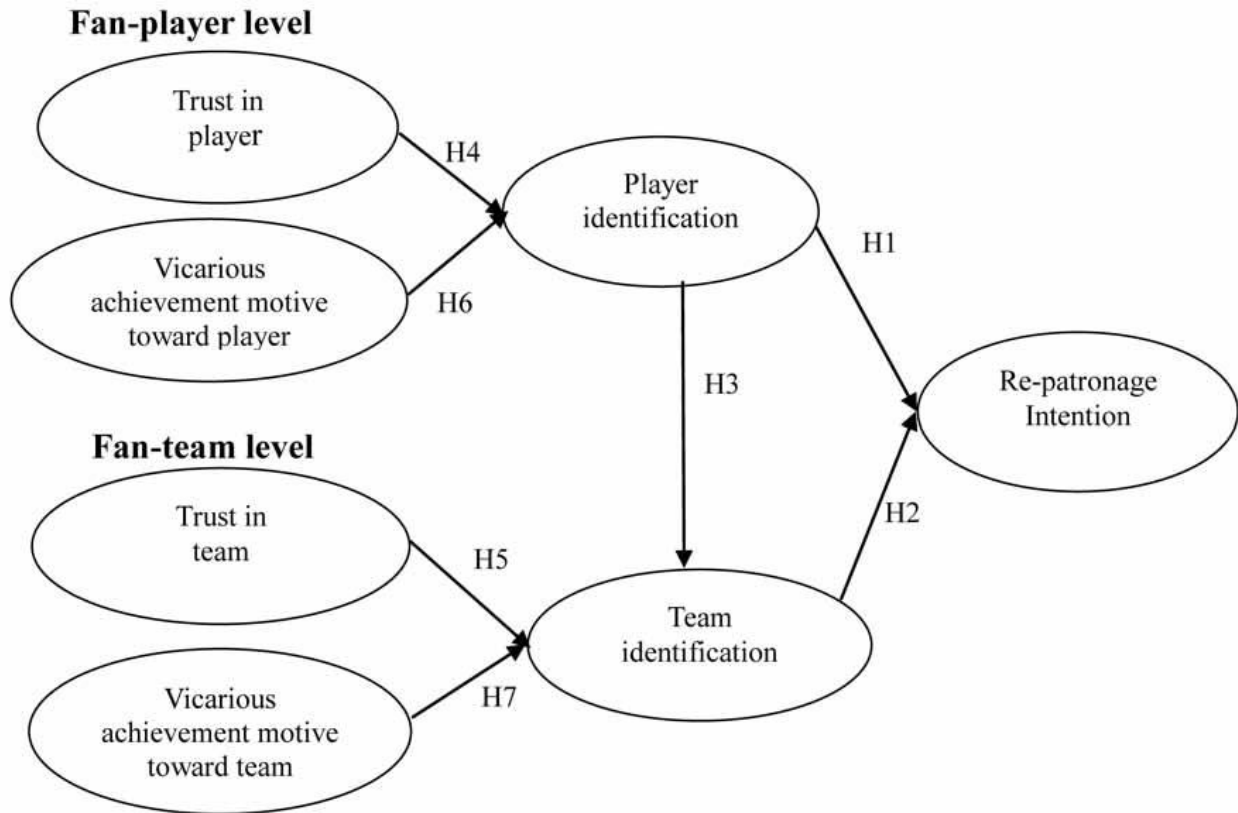 Fan-player level
Trust in
player
H4
Vicarious
achievement motive
toward player
H6
Player
identification
H1
H3
Re-patronage
Intention
Fan-team level
Trust in
team
H5
Vicarious
achievement motive
toward team
H7
Team
identification
H2